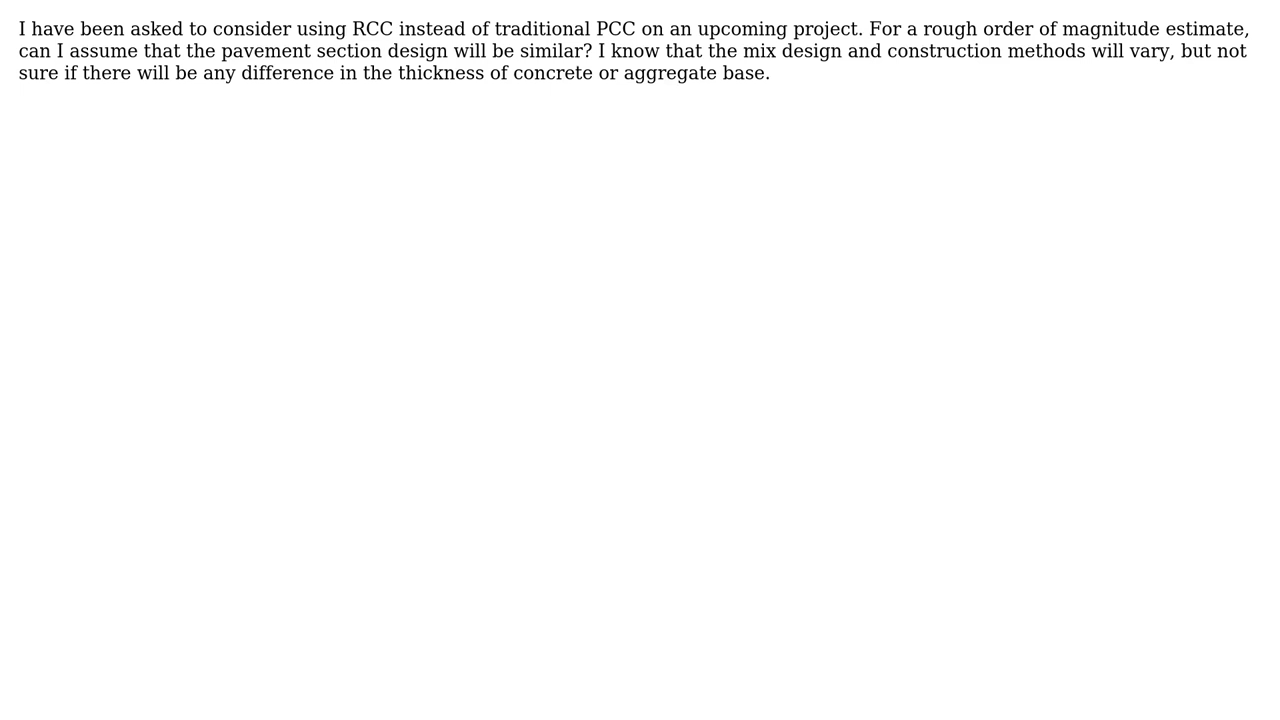 I have been asked to consider using RCC instead of traditional PCC on an upcoming project. For a rough order of magnitude estimate,
can I assume that the pavement section design will be similar? I know that the mix design and construction methods will vary, but not
sure if there will be any difference in the thickness of concrete or aggregate base.